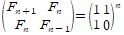 (F_{n+1} F_n
F_n F_{n-1}) = (1 1
1 0)^n